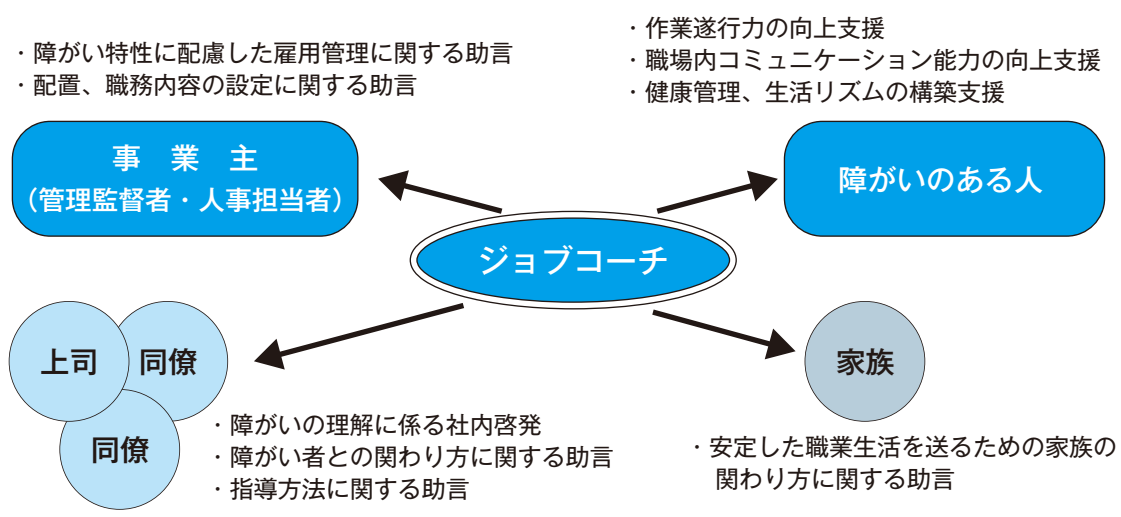 ・障がい特性に配慮した雇用管理に関する助言
・配置、職務内容の設定に関する助言
事　業　主
（管理監督者・人事担当者）
・作業遂行力の向上支援
・職場内コミュニケーション能力の向上支援
・健康管理、生活リズムの構築支援
障がいのある人
ジョブコーチ
上司
同僚
同僚
・障がいの理解に係る社内啓発
・障がい者との関わり方に関する助言
・指導方法に関する助言
家族
・安定した職業生活を送るための家族の
関わり方に関する助言